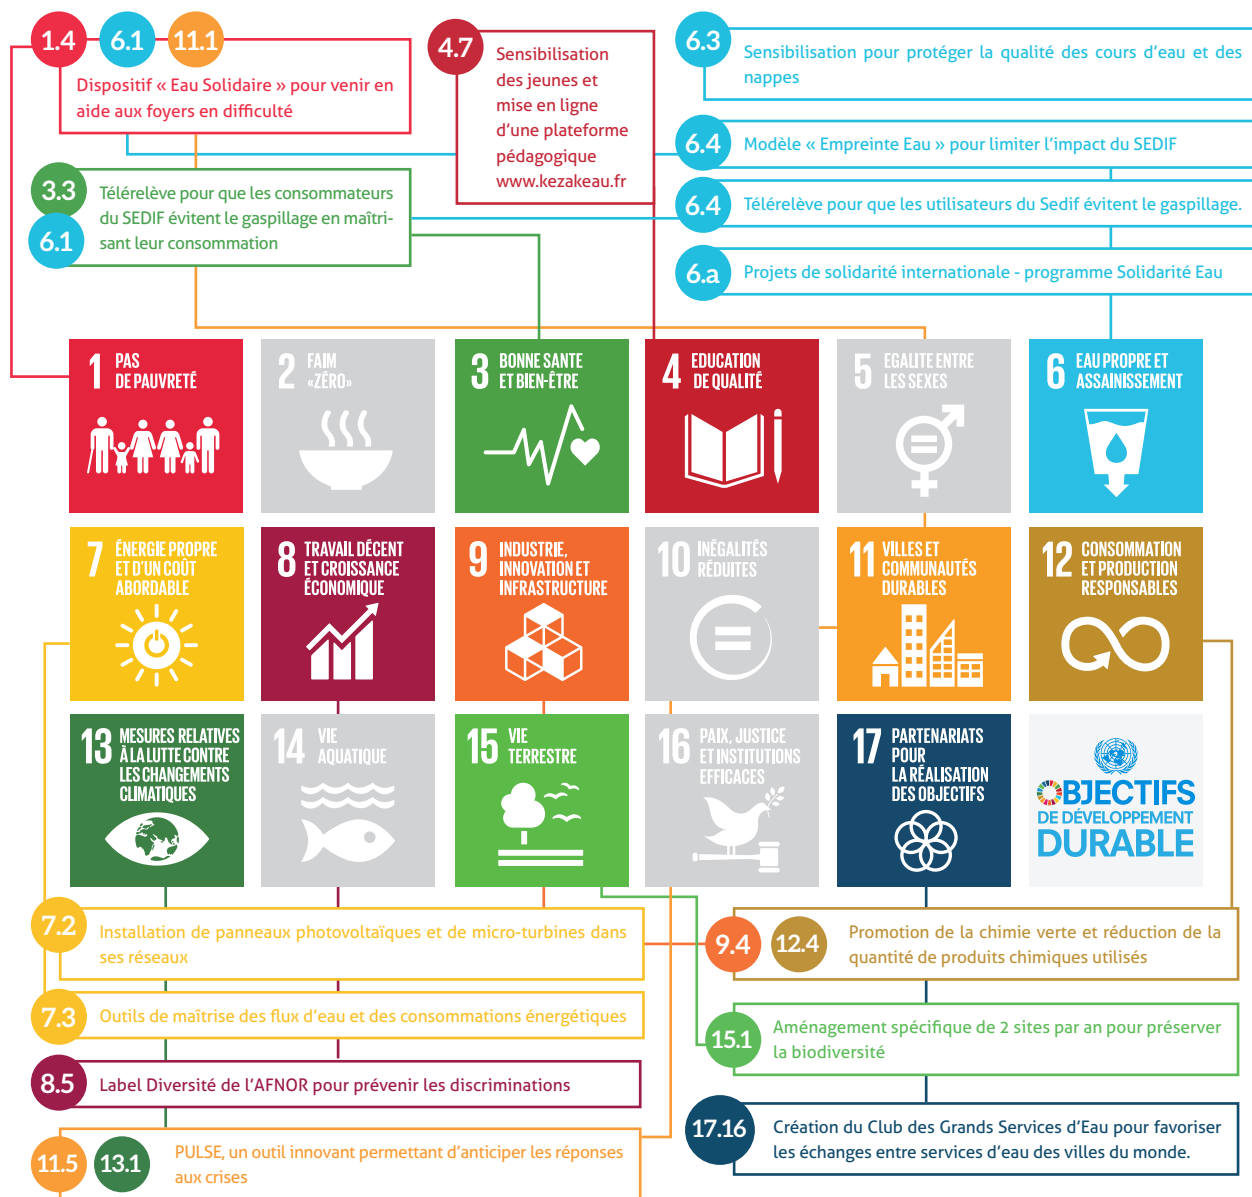 1.4 6.1 11.1
Dispositif « Eau Solidaire » pour venir en
aide aux foyers en difficulté
4.7
Sensibilisation
des jeunes et
mise en ligne
d'une plateforme
pédagogique
www.kezakeau.fr
6.3
Sensibilisation pour protéger la qualité des cours d'eau et des
nappes
6.4
Modèle « Empreinte Eau » pour limiter l'impact du SEDIF
3.3
6.1
Télérelève pour que les consommateurs
du SEDIF évitent le gaspillage en maîtri-
sant leur consommation
6.4
Télérelève pour que les utilisateurs du Sedif évitent le gaspillage.
6.a
Projets de solidarité internationale - programme Solidarité Eau
1 PAS
DE PAUVRETÉ
2 FAIM
«ZÉRO»
3 BONNE SANTE
ET BIEN-ÊTRE
4 EDUCATION
DE QUALITÉ
5 EGALITE ENTRE
LES SEXES
6 EAU PROPRE ET
ASSAINISSEMENT
7 ÉNERGIE PROPRE
ET D'UN COÛT
ABORDABLE
8 TRAVAIL DÉCENT
ET CROISSANCE
ÉCONOMIQUE
9 INDUSTRIE,
INNOVATION ET
INFRASTRUCTURE
10 INÉGALITÉS
RÉDUITES
11 VILLES ET
COMMUNAUTÉS
DURABLES
12 CONSOMMATION
ET PRODUCTION
RESPONSABLES
13 MESURES RELATIVES
À LA LUTTE CONTRE
LES CHANGEMENTS
CLIMATIQUES
14 VIE
AQUATIQUE
15 VIE
TERRESTRE
16 PAIX, JUSTICE
ET INSTITUTIONS
EFFICACES
17 PARTENARIATS
POUR
LA RÉALISATION
DES OBJECTIFS
OBJECTIFS
DE DÉVELOPPEMENT
DURABLE
7.2
Installation de panneaux photovoltaïques et de micro-turbines dans
ses réseaux
9.4 12.4
Promotion de la chimie verte et réduction de la
quantité de produits chimiques utilisés
7.3
Outils de maîtrise des flux d'eau et des consommations énergétiques
15.1
Aménagement spécifique de 2 sites par an pour préserver
la biodiversité
8.5
Label Diversité de l'AFNOR pour prévenir les discriminations
17.16
Création du Club des Grands Services d'Eau pour favoriser
les échanges entre services d'eau des villes du monde.
11.5 13.1
PULSE, un outil innovant permettant d'anticiper les réponses
aux crises